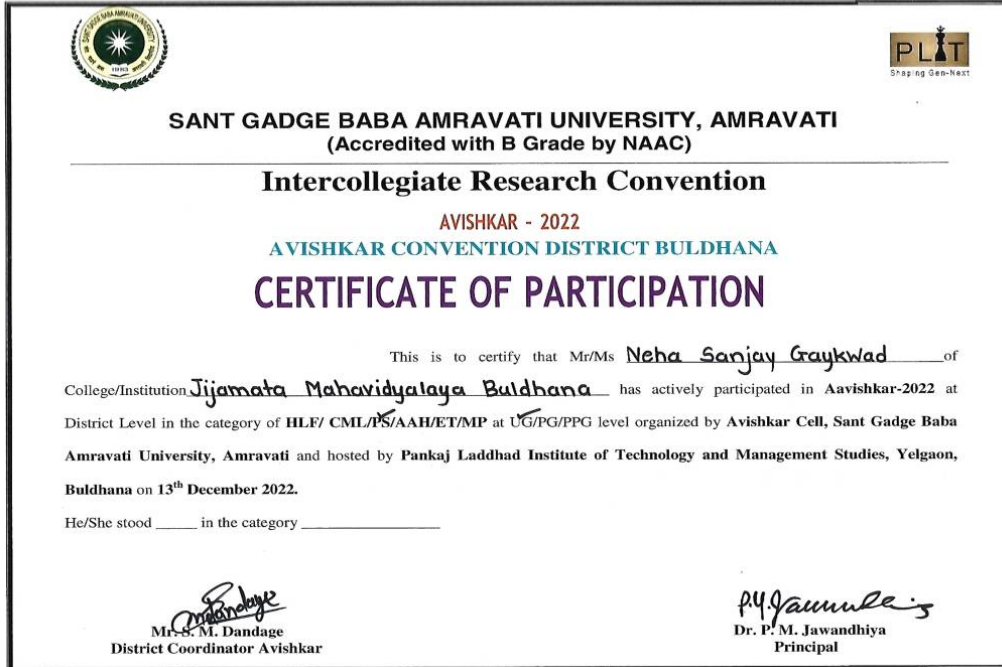 1983
PLIT
Shaping Gen-Next
SANT GADGE BABA AMRAVATI UNIVERSITY, AMRAVATI
(Accredited with B Grade by NAAC)
Intercollegiate Research Convention
AVISHKAR - 2022
AVISHKAR CONVENTION DISTRICT BULDHANA
CERTIFICATE OF PARTICIPATION
This is to certify that Mr/Ms Neha Sanjay Gaykwad of
College/Institution Jijamata Mahavidyalaya Buldhana has actively participated in Aavishkar-2022 at
District Level in the category of HLF/ CML/PS/AAH/ET/MP at UG/PG/PPG level organized by Avishkar Cell, Sant Gadge Baba
Amravati University, Amravati and hosted by Pankaj Laddhad Institute of Technology and Management Studies, Yelgaon,
Buldhana on 13th December 2022.
He/She stood _____ in the category __________________
Mr. S. M. Dandage
District Coordinator Avishkar
Dr. P. M. Jawandhiya
Principal